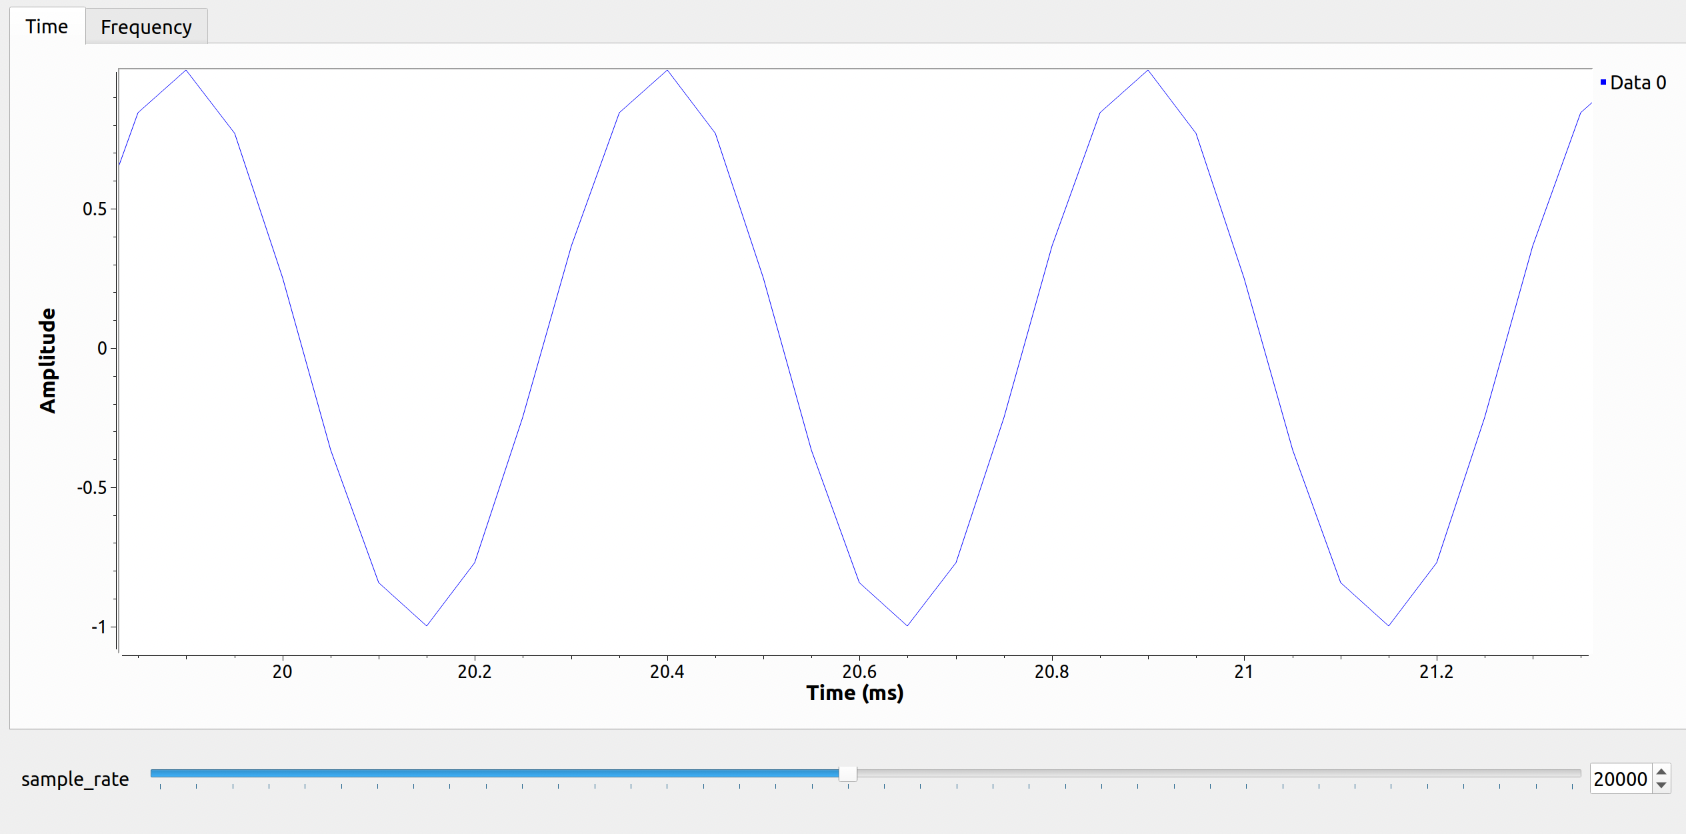 Time Frequency
Data 0
0.5
0
-0.5
-1
Amplitude
20 20.2 20.4 20.6 20.8 21 21.2
Time (ms)
sample_rate 20000